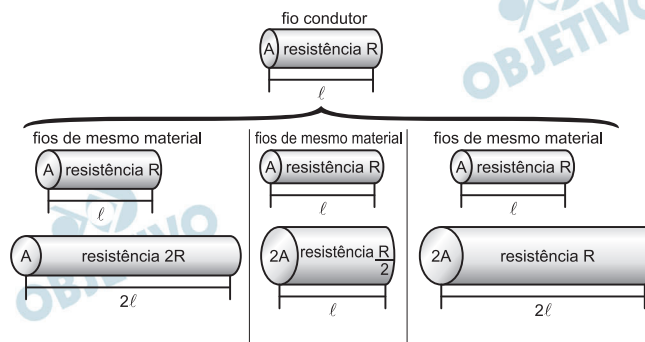 fio condutor
OBJETIVO
A resistência R
ℓ
fios de mesmo material
A resistência R
ℓ
A resistência 2R
2ℓ
fios de mesmo material
A resistência R
ℓ
2A resistência R/2
ℓ
fios de mesmo material
A resistência R
ℓ
2A resistência R
2ℓ
OBJETIVO